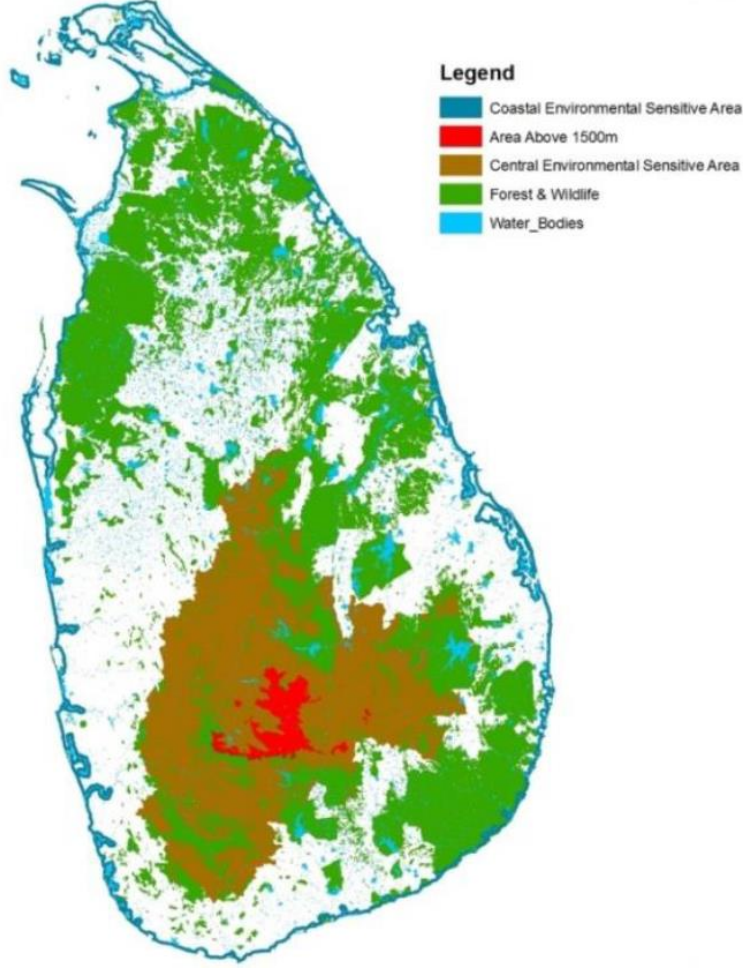 Legend
Coastal Environmental Sensitive Area
Area Above 1500m
Central Environmental Sensitive Area
Forest & Wildlife
Water_Bodies